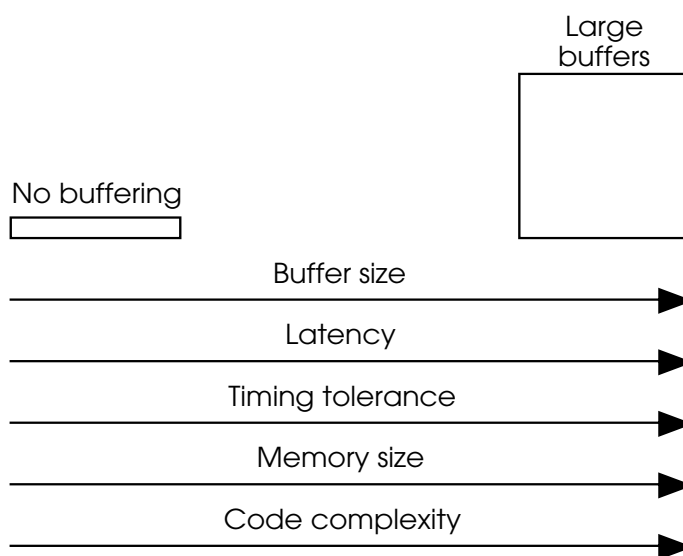 Large
buffers
No buffering
Buffer size
Latency
Timing tolerance
Memory size
Code complexity